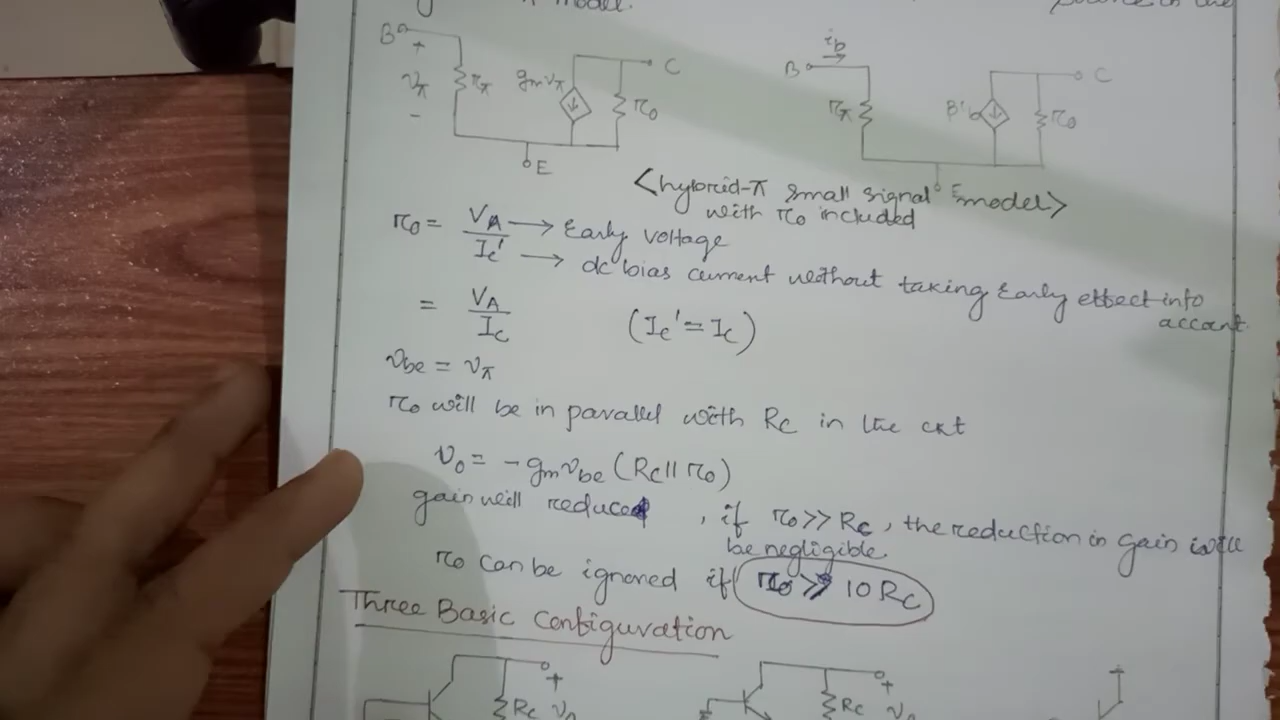 model.
B
+
vπ
-
rπ
gmvπ
ro
C
E
ib
B
rπ
βib
ro
C
E
<hybrid-π small signal model>
with ro included
ro = VA → Early voltage
Ic' → dc bias current without taking Early effect into
account
= VA
Ic (Ic' = Ic)
vbe = vπ
ro will be in parallel with RC in the ckt
vo = -gmvbe (RC||ro)
gain will reduced, if ro >> RC, the reduction in gain will
be negligible.
ro can be ignored if ro ≥ 10 RC
Three Basic Configuration
+
RC
+
RC